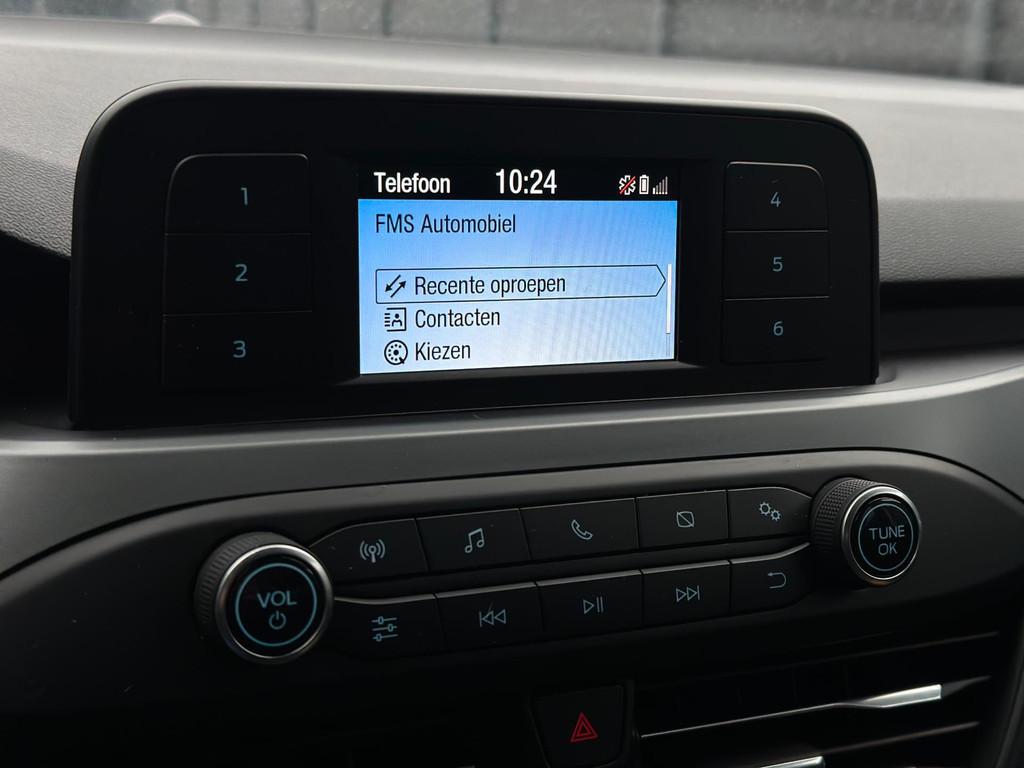 1
2
3
Telefoon 10:24
FMS Automobiel
Recente oproepen
Contacten
Kiezen
4
5
6
VOL
TUNE
OK